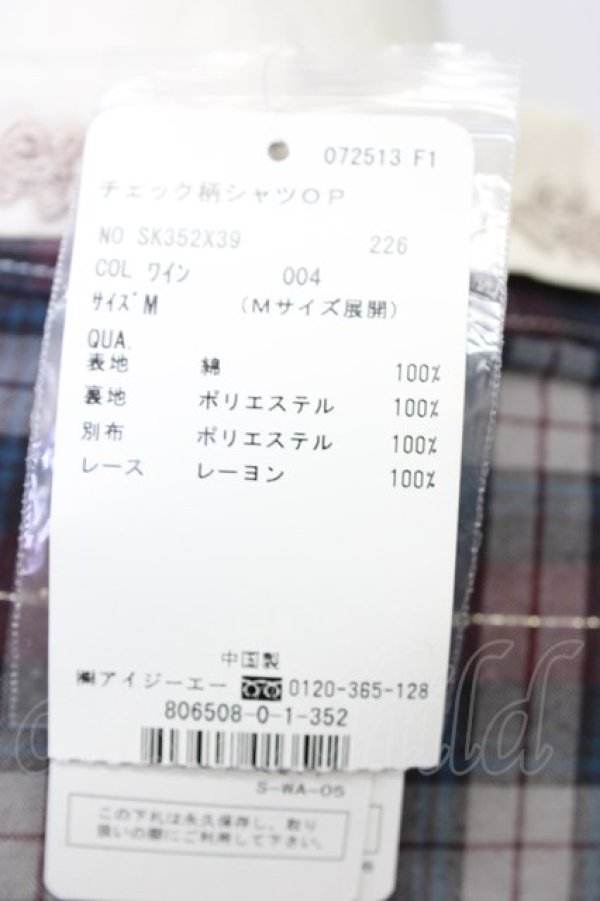 072513 F1
チェック柄シャツOP
NO SK352X39 226
COL ワイン 004
サイズ M (Mサイズ展開)
QUA.
表地 綿 100%
裏地 ポリエステル 100%
別布 ポリエステル 100%
レース レーヨン 100%
中国製
㈱アイジーエー 0120-365-128
806508-0-1-352
S-WA-05
この下札は永久保存し、取り
扱いの際にご利用して下さい。